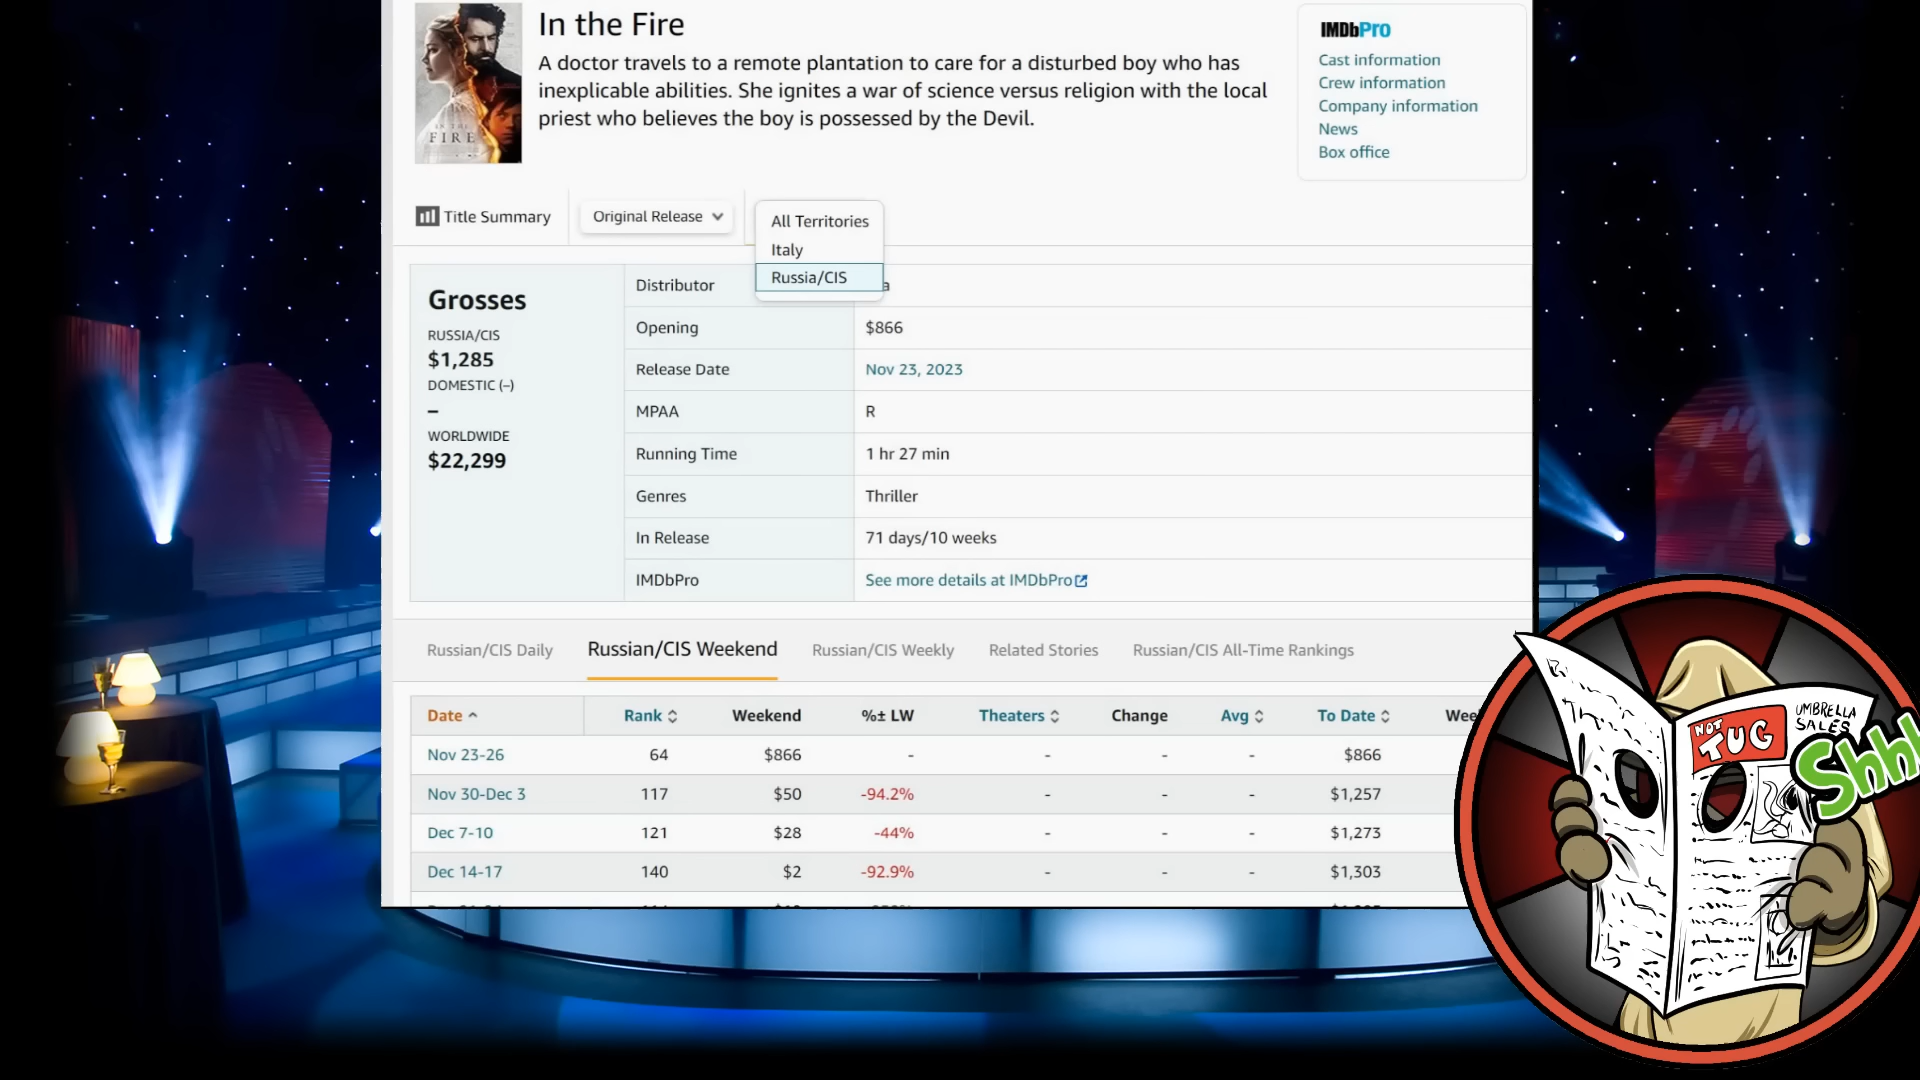 In the Fire
A doctor travels to a remote plantation to care for a disturbed boy who has
inexplicable abilities. She ignites a war of science versus religion with the local
priest who believes the boy is possessed by the Devil.
FIRE
IMDbPro
Cast information
Crew information
Company information
News
Box office
Title Summary
Original Release
All Territories
Italy
Russia/CIS
Grosses
RUSSIA/CIS
$1,285
DOMESTIC (–)
–
WORLDWIDE
$22,299
Distributor
Opening $866
Release Date Nov 23, 2023
MPAA R
Running Time 1 hr 27 min
Genres Thriller
In Release 71 days/10 weeks
IMDbPro See more details at IMDbPro
Russian/CIS Daily Russian/CIS Weekend Russian/CIS Weekly Related Stories Russian/CIS All-Time Rankings
Date Rank Weekend %± LW Theaters Change Avg To Date
Nov 23-26 64 $866 - - - - $866
Nov 30-Dec 3 117 $50 -94.2% - - - $1,257
Dec 7-10 121 $28 -44% - - - $1,273
Dec 14-17 140 $2 -92.9% - - - $1,303
NOT
TUG
UMBRELLA
SALES
Shhh